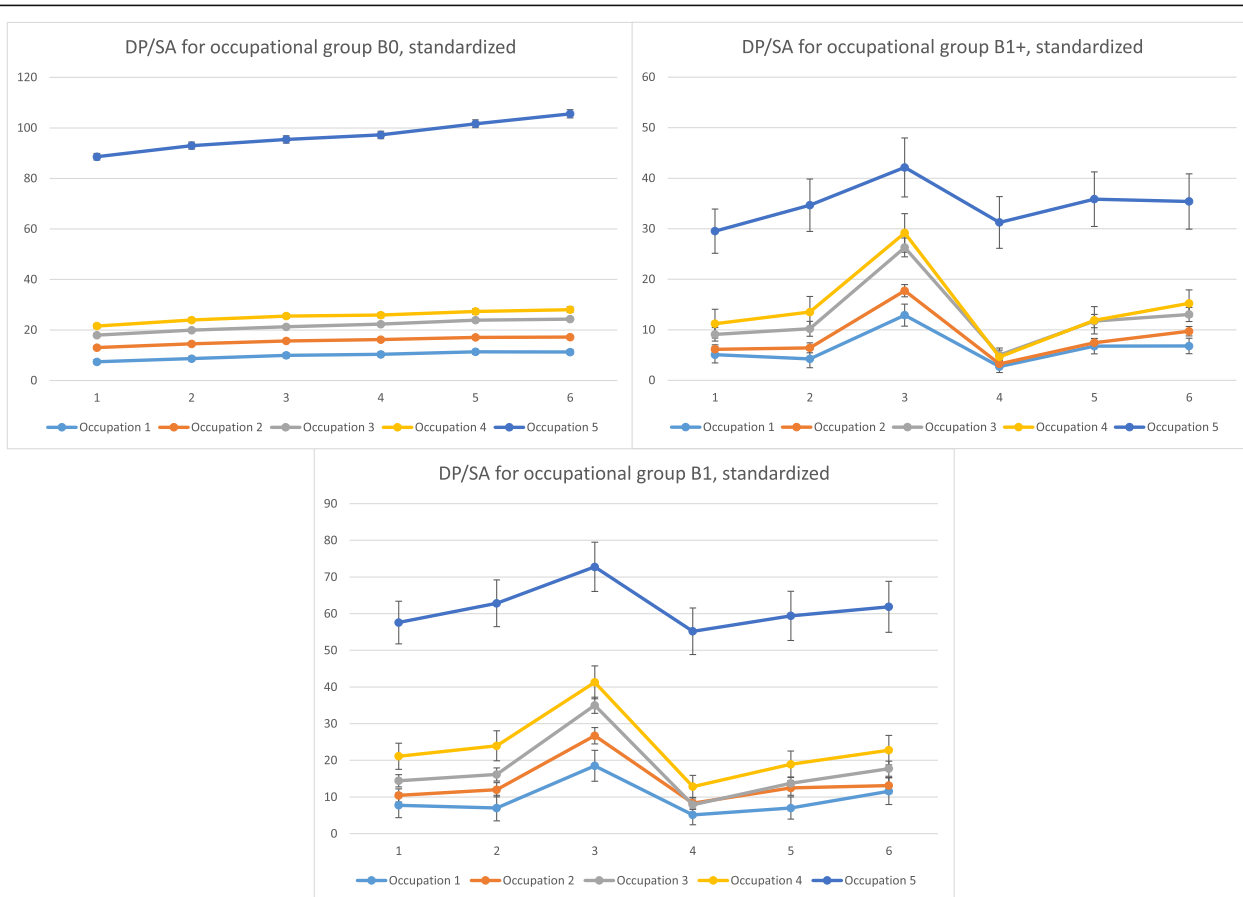 DP/SA for occupational group B0, standardized
120
100
80
60
40
20
0
1 2 3 4 5 6
Occupation 1 Occupation 2 Occupation 3 Occupation 4 Occupation 5
DP/SA for occupational group B1+, standardized
60
50
40
30
20
10
0
1 2 3 4 5 6
Occupation 1 Occupation 2 Occupation 3 Occupation 4 Occupation 5
DP/SA for occupational group B1, standardized
90
80
70
60
50
40
30
20
10
0
1 2 3 4 5 6
Occupation 1 Occupation 2 Occupation 3 Occupation 4 Occupation 5